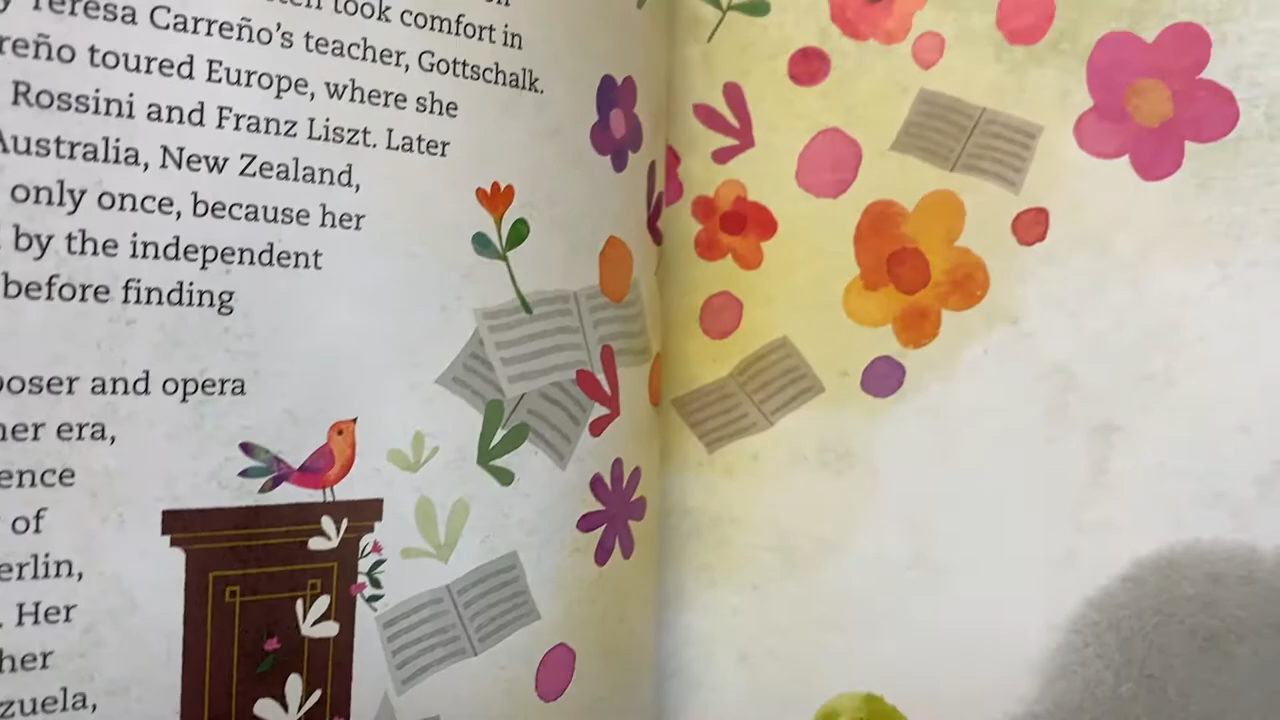 took comfort in
Teresa Carreño's teacher, Gottschalk.
reño toured Europe, where she
Rossini and Franz Liszt. Later
Australia, New Zealand,
only once, because her
by the independent
before finding
poser and opera
her era,
ence
of
erlin,
. Her
her
zuela,